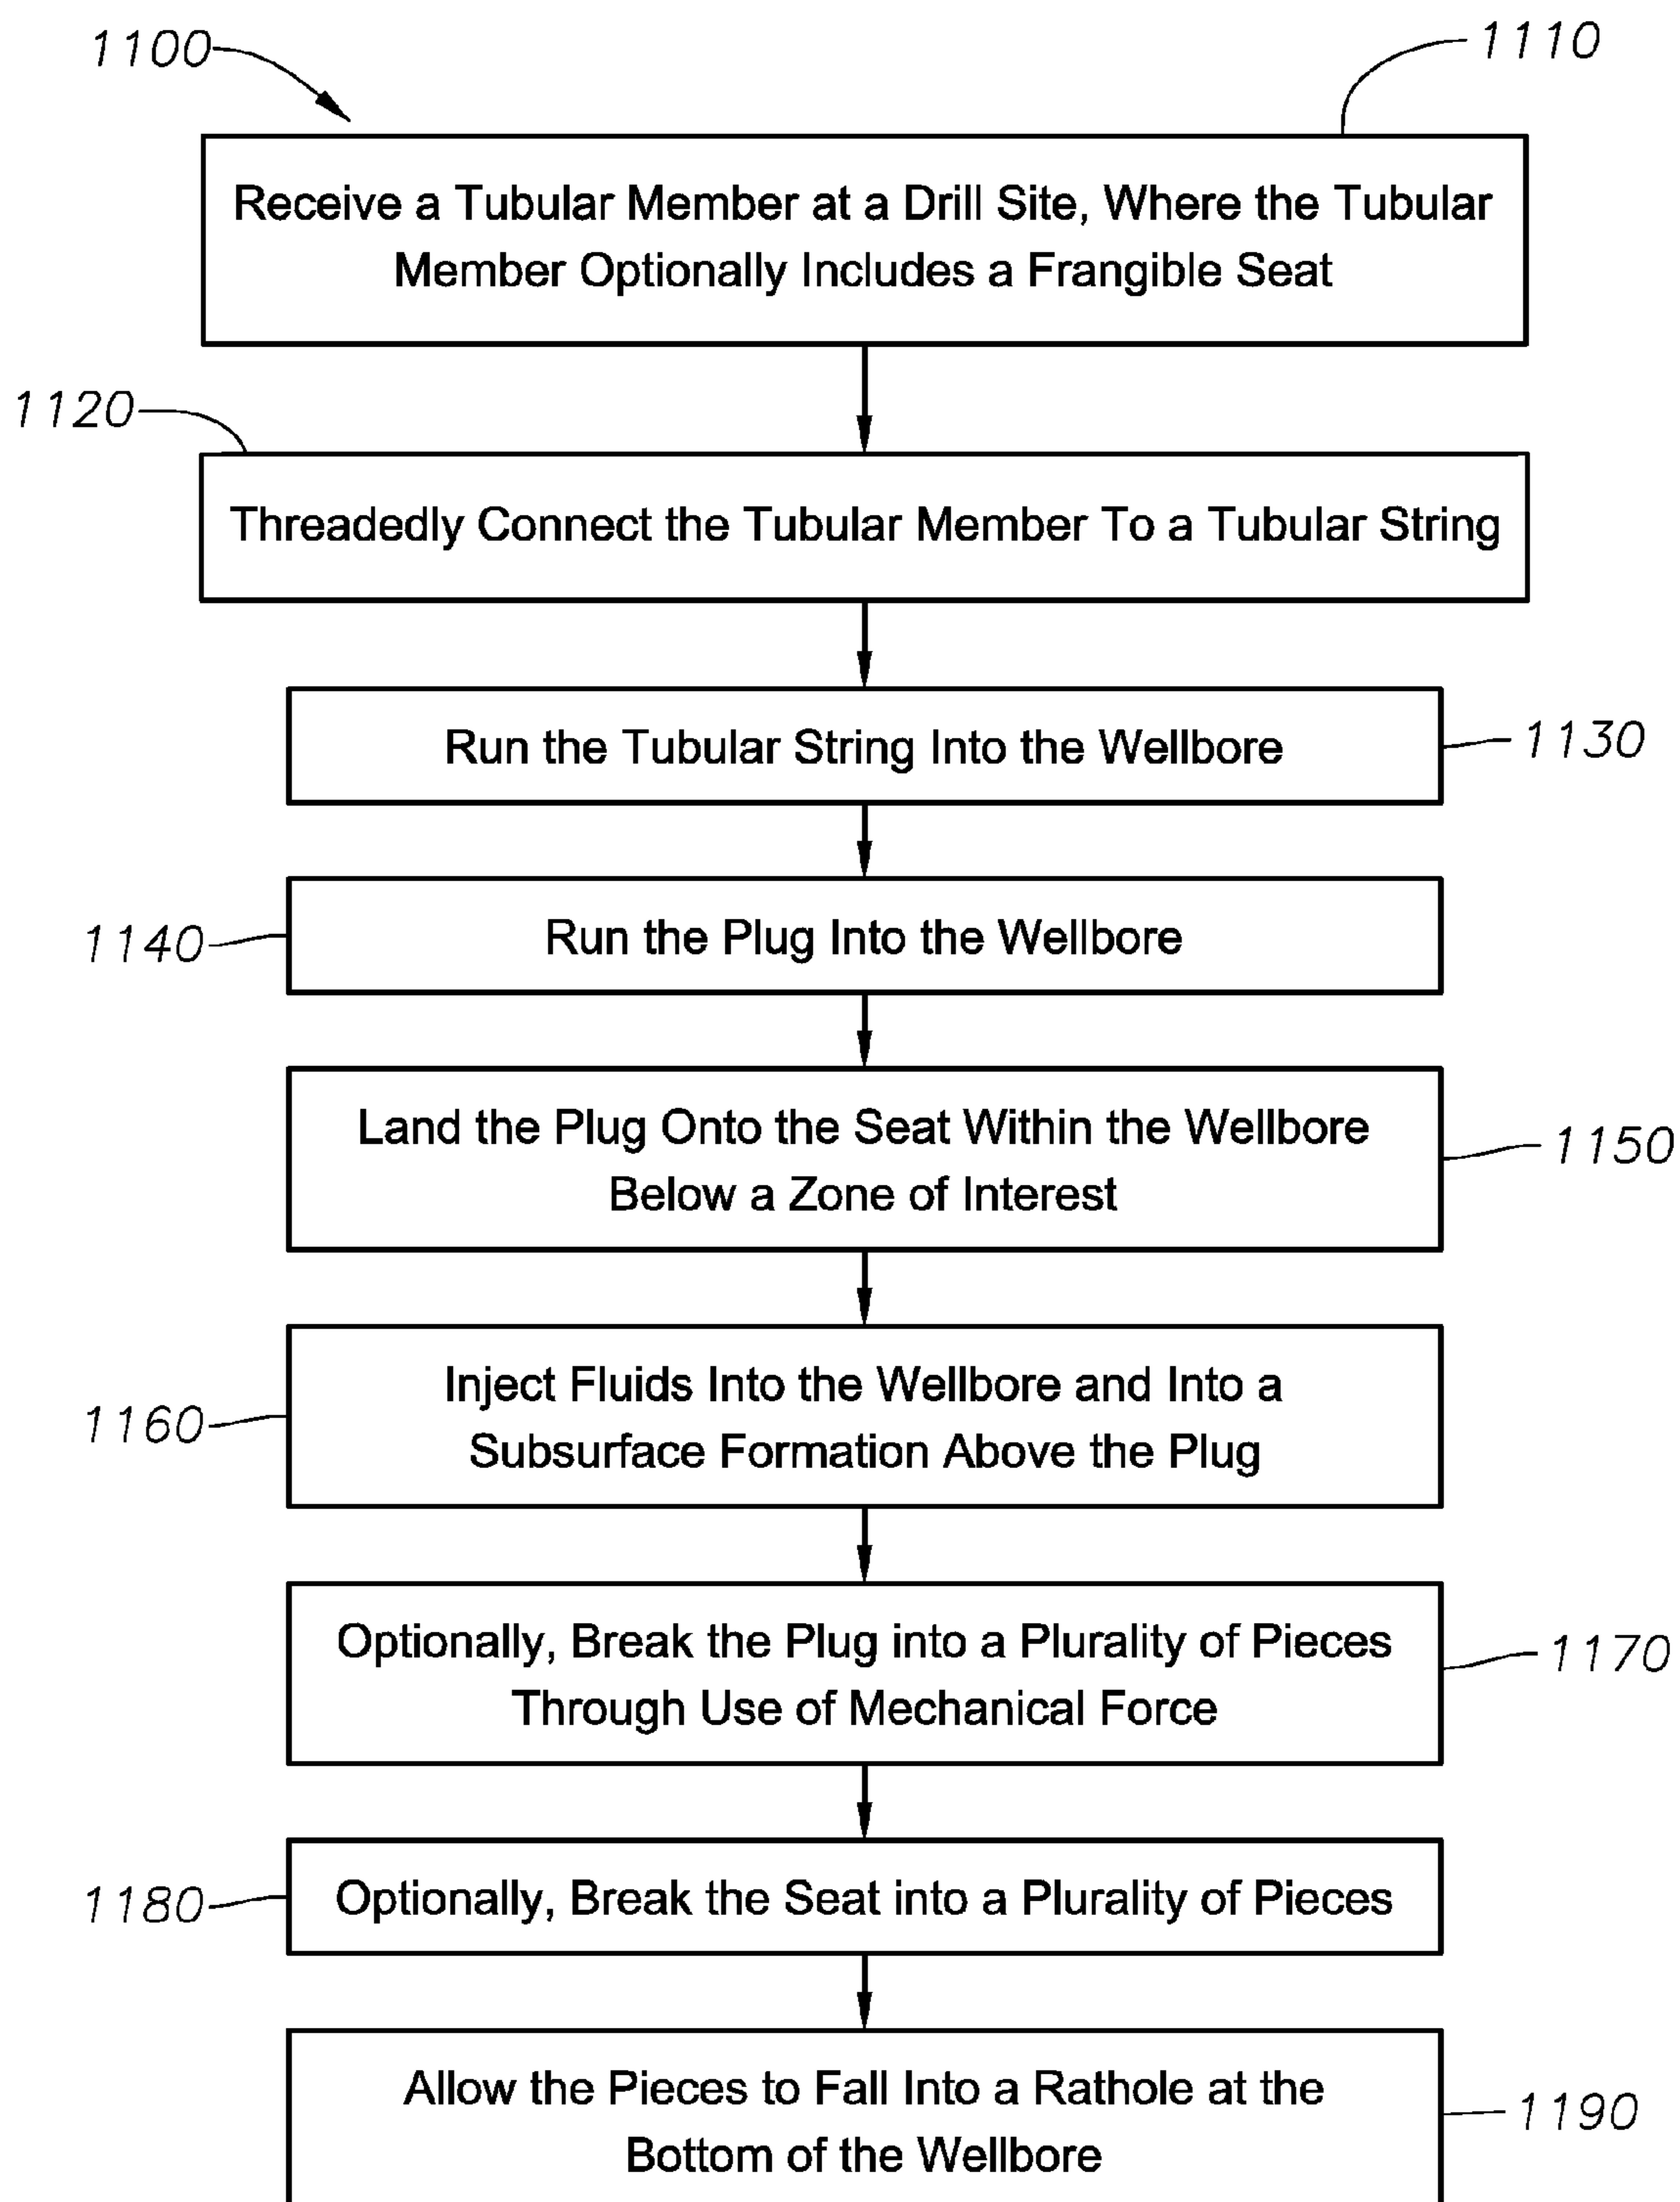 1100
1110
Receive a Tubular Member at a Drill Site, Where the Tubular
Member Optionally Includes a Frangible Seat
1120
Threadedly Connect the Tubular Member To a Tubular String
Run the Tubular String Into the Wellbore
1130
1140
Run the Plug Into the Wellbore
Land the Plug Onto the Seat Within the Wellbore
Below a Zone of Interest
1150
1160
Inject Fluids Into the Wellbore and Into a
Subsurface Formation Above the Plug
Optionally, Break the Plug into a Plurality of Pieces
Through Use of Mechanical Force
1170
1180
Optionally, Break the Seat into a Plurality of Pieces
Allow the Pieces to Fall Into a Rathole at the
Bottom of the Wellbore
1190